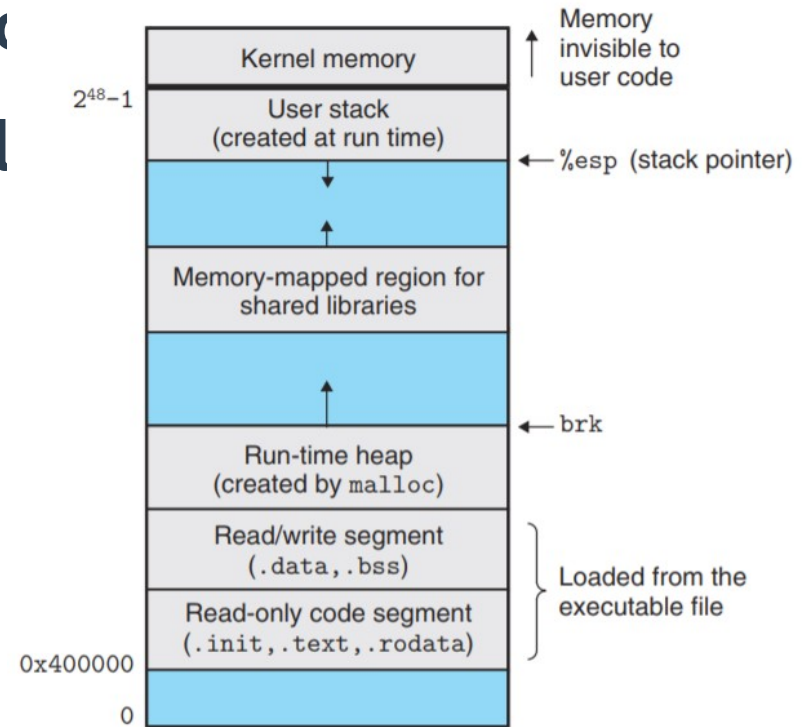 Memory
invisible to
user code
Kernel memory
2⁴⁸−1
User stack
(created at run time)
%esp (stack pointer)
Memory-mapped region for
shared libraries
brk
Run-time heap
(created by malloc)
Read/write segment
(.data,.bss)
Loaded from the
executable file
Read-only code segment
(.init,.text,.rodata)
0x400000
0